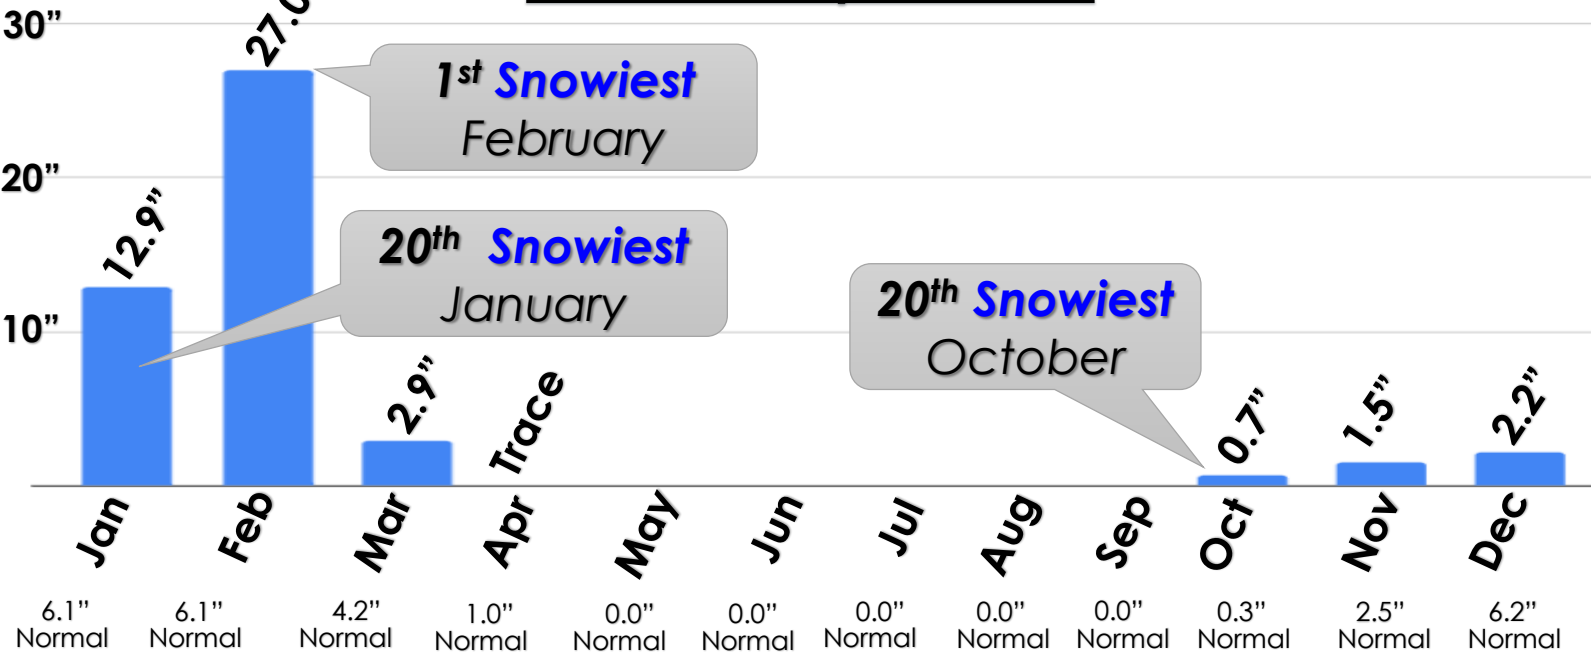 30”
27.0
1st Snowiest
February
20”
12.9”
20th Snowiest
January
20th Snowiest
October
10”
2.9”
Trace
0.7”
1.5”
2.2”
Jan Feb Mar Apr May Jun Jul Aug Sep Oct Nov Dec
6.1” 6.1” 4.2” 1.0” 0.0” 0.0” 0.0” 0.0” 0.0” 0.3” 2.5” 6.2”
Normal Normal Normal Normal Normal Normal Normal Normal Normal Normal Normal Normal